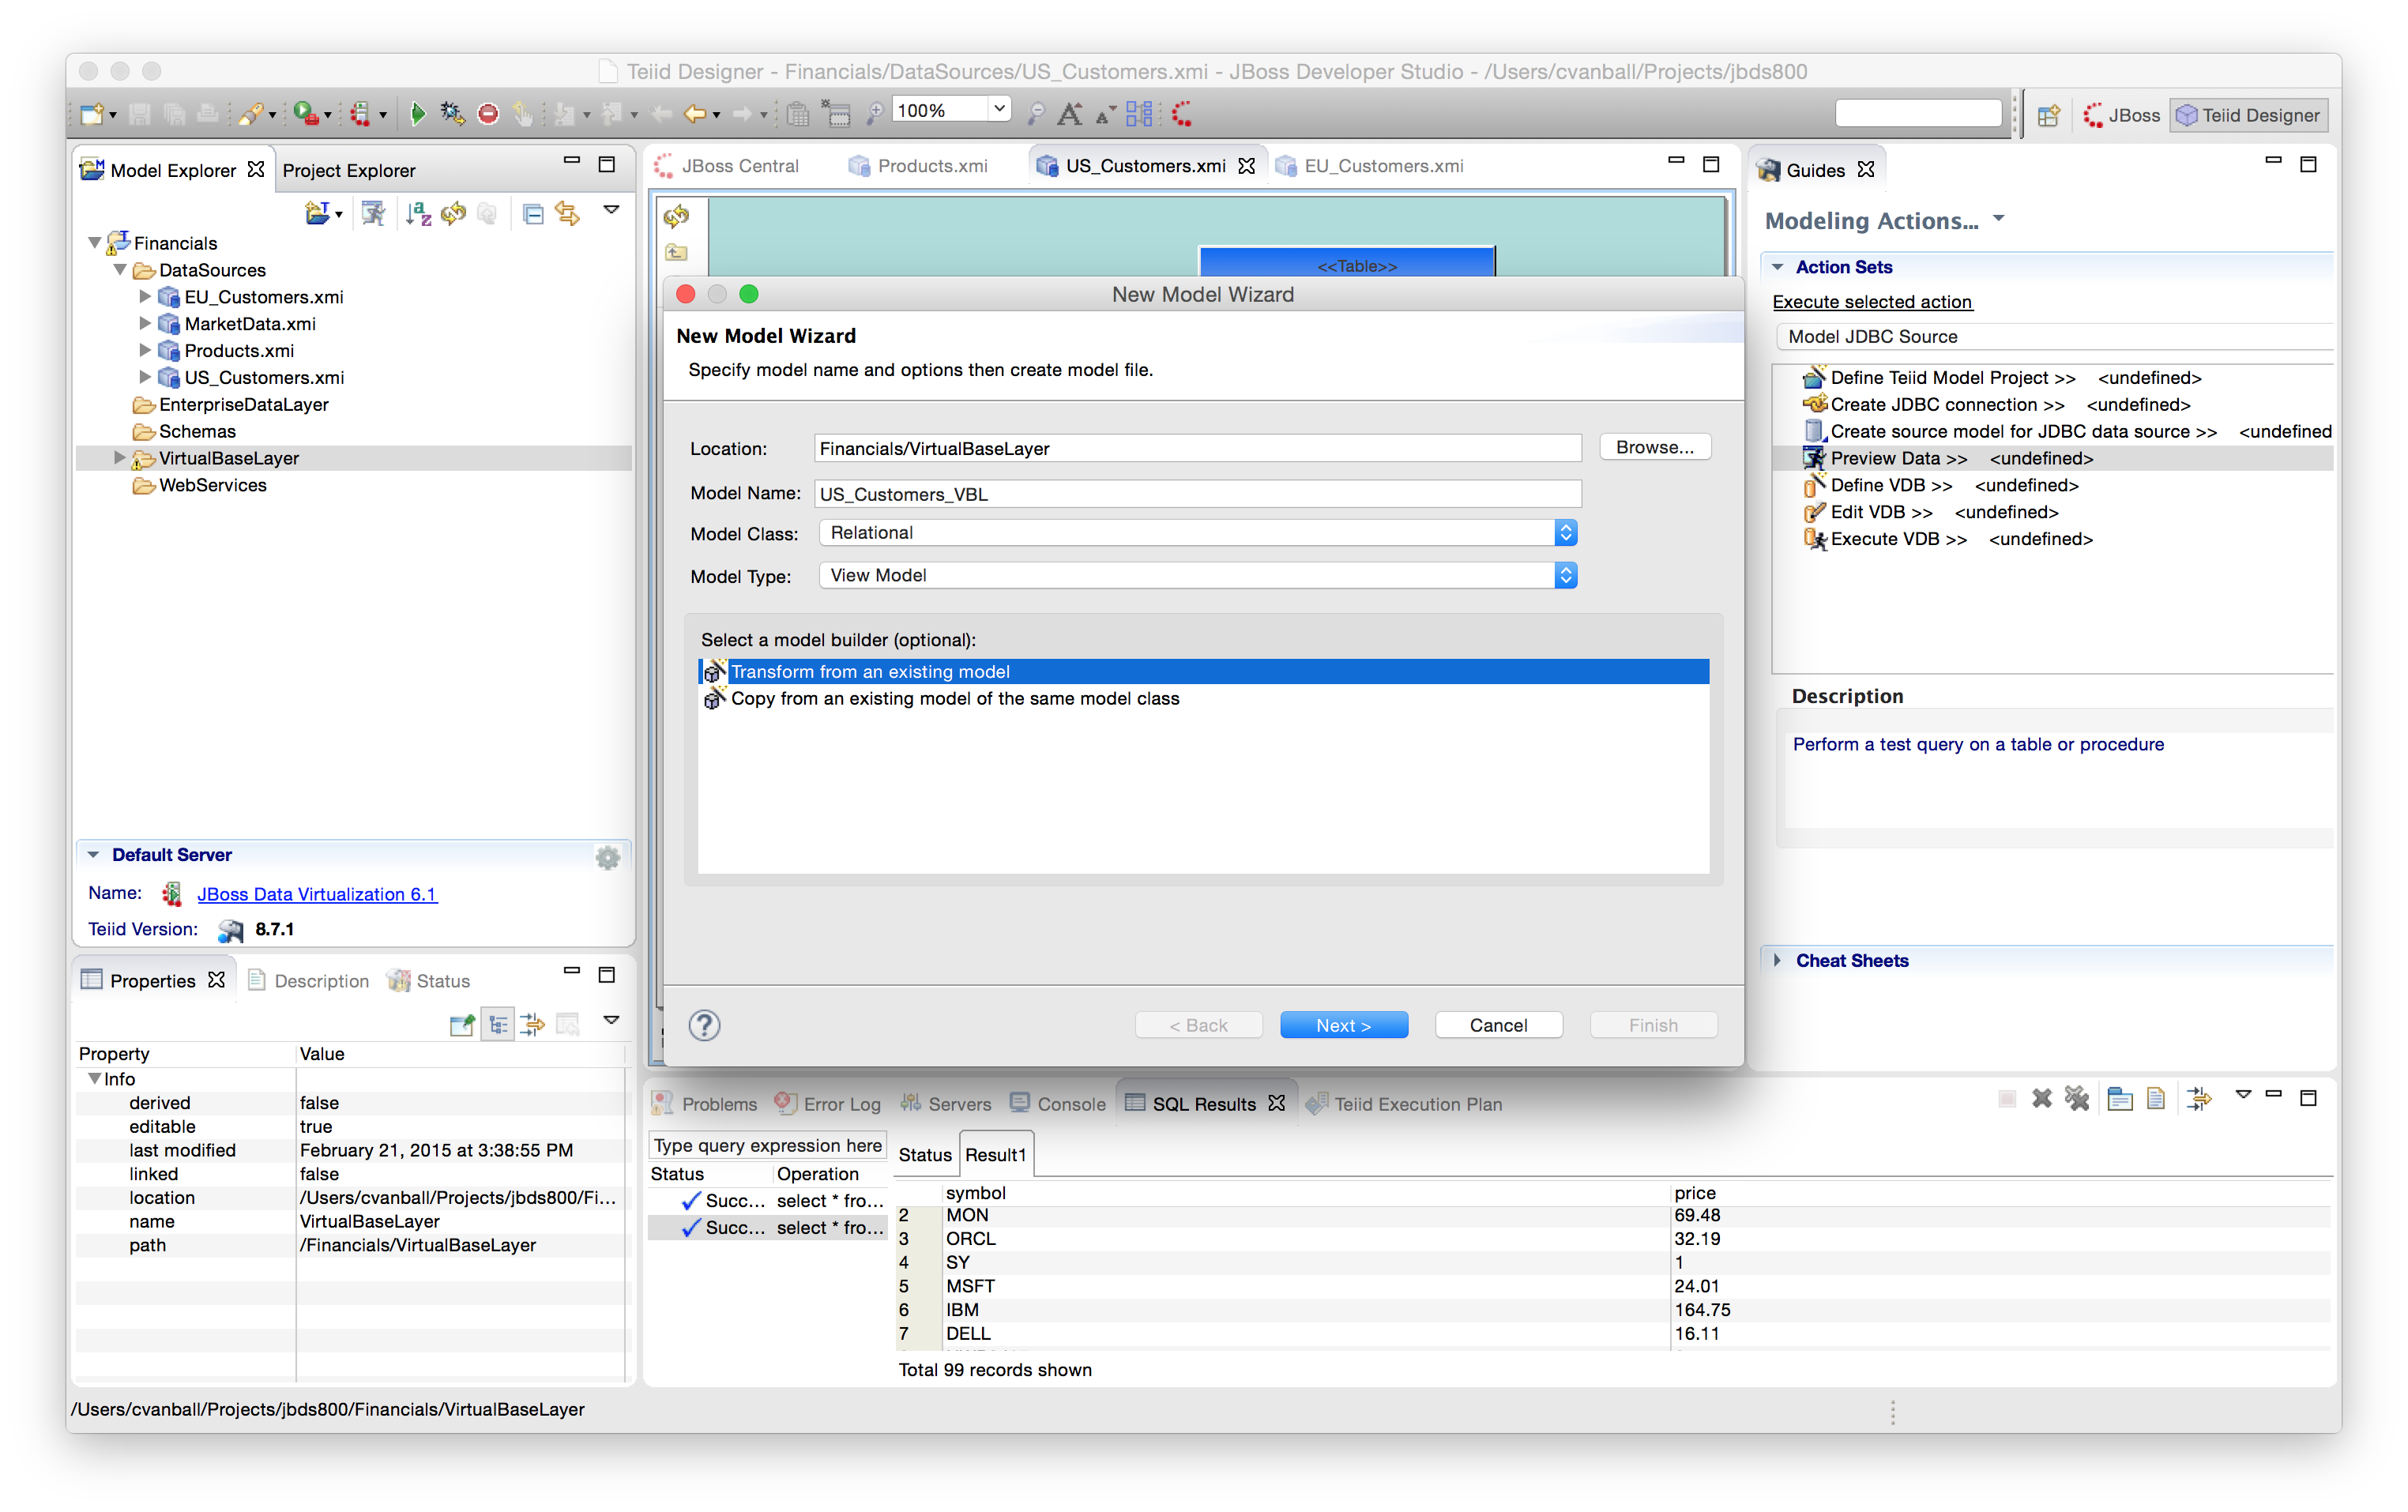 Teiid Designer - Financials/DataSources/US_Customers.xmi - JBoss Developer Studio - /Users/cvanball/Projects/jbds800
100%
JBoss
Teiid Designer
Model Explorer
Project Explorer
Financials
DataSources
EU_Customers.xmi
MarketData.xmi
Products.xmi
US_Customers.xmi
EnterpriseDataLayer
Schemas
VirtualBaseLayer
WebServices
Default Server
Name:
JBoss Data Virtualization 6.1
Teiid Version:
8.7.1
JBoss Central
Products.xmi
US_Customers.xmi
EU_Customers.xmi
<<Table>>
New Model Wizard
New Model Wizard
Specify model name and options then create model file.
Location:
Financials/VirtualBaseLayer
Browse...
Model Name:
US_Customers_VBL
Model Class:
Relational
Model Type:
View Model
Select a model builder (optional):
Transform from an existing model
Copy from an existing model of the same model class
?
< Back
Next >
Cancel
Finish
Guides
Modeling Actions...
Action Sets
Execute selected action
Model JDBC Source
Define Teiid Model Project >> <undefined>
Create JDBC connection >> <undefined>
Create source model for JDBC data source >> <undefined
Preview Data >> <undefined>
Define VDB >> <undefined>
Edit VDB >> <undefined>
Execute VDB >> <undefined>
Description
Perform a test query on a table or procedure
Cheat Sheets
Properties
Description
Status
Property Value
Info
derived false
editable true
last modified February 21, 2015 at 3:38:55 PM
linked false
location /Users/cvanball/Projects/jbds800/Fi...
name VirtualBaseLayer
path /Financials/VirtualBaseLayer
Problems
Error Log
Servers
Console
SQL Results
Teiid Execution Plan
Type query expression here
Status Operation
Succ... select * fro...
Succ... select * fro...
Status
Result1
symbol price
2 MON 69.48
3 ORCL 32.19
4 SY 1
5 MSFT 24.01
6 IBM 164.75
7 DELL 16.11
Total 99 records shown
/Users/cvanball/Projects/jbds800/Financials/VirtualBaseLayer